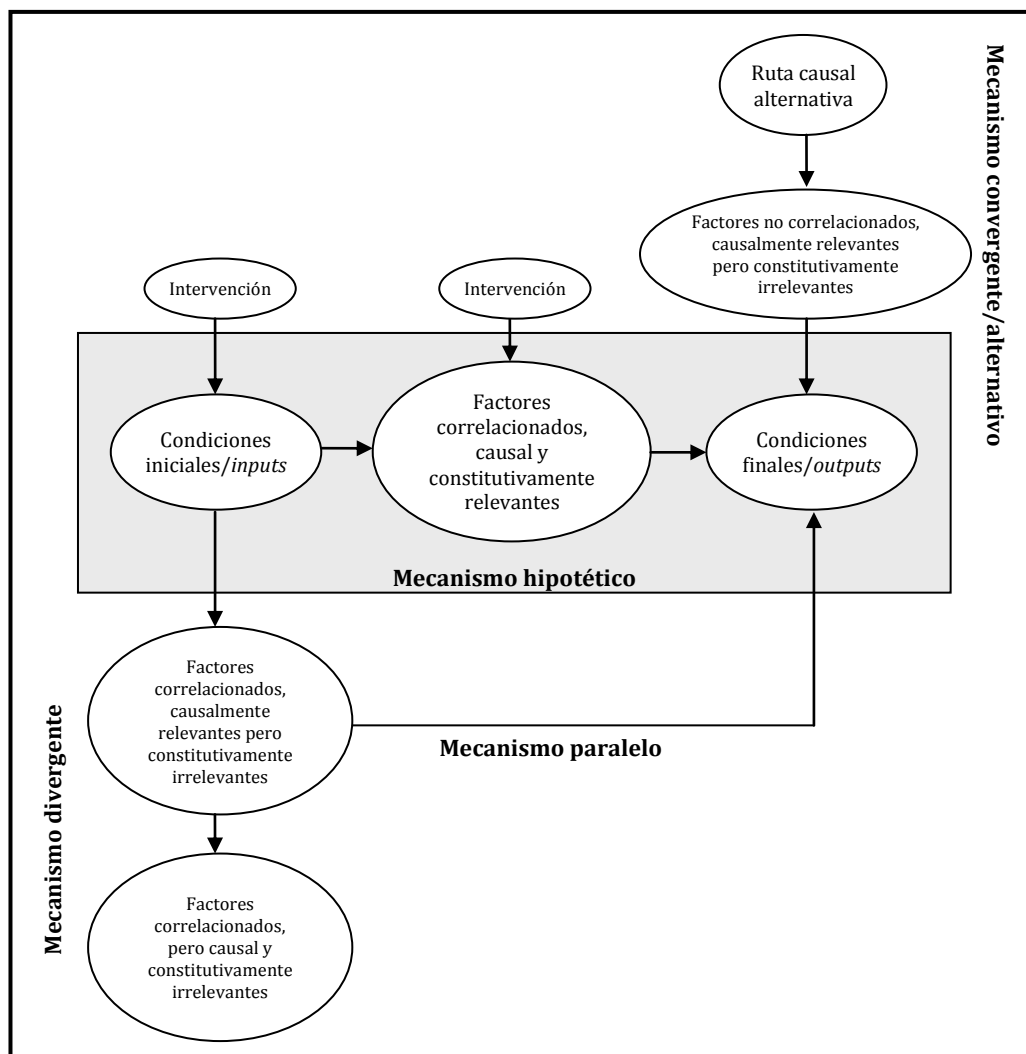 Ruta causal
alternativa
Mecanismo convergente/alternativo
Factores no correlacionados,
causalmente relevantes
pero constitutivamente
irrelevantes
Intervención
Intervención
Condiciones
iniciales/inputs
Factores
correlacionados,
causal y
constitutivamente
relevantes
Condiciones
finales/outputs
Mecanismo hipotético
Factores
correlacionados,
causalmente
relevantes pero
constitutivamente
irrelevantes
Mecanismo paralelo
Mecanismo divergente
Factores
correlacionados,
pero causal y
constitutivamente
irrelevantes